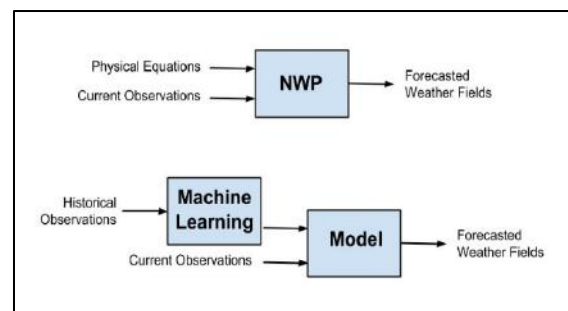 Physical Equations
Current Observations
NWP
Forecasted
Weather Fields
Historical
Observations
Machine
Learning
Current Observations
Model
Forecasted
Weather Fields